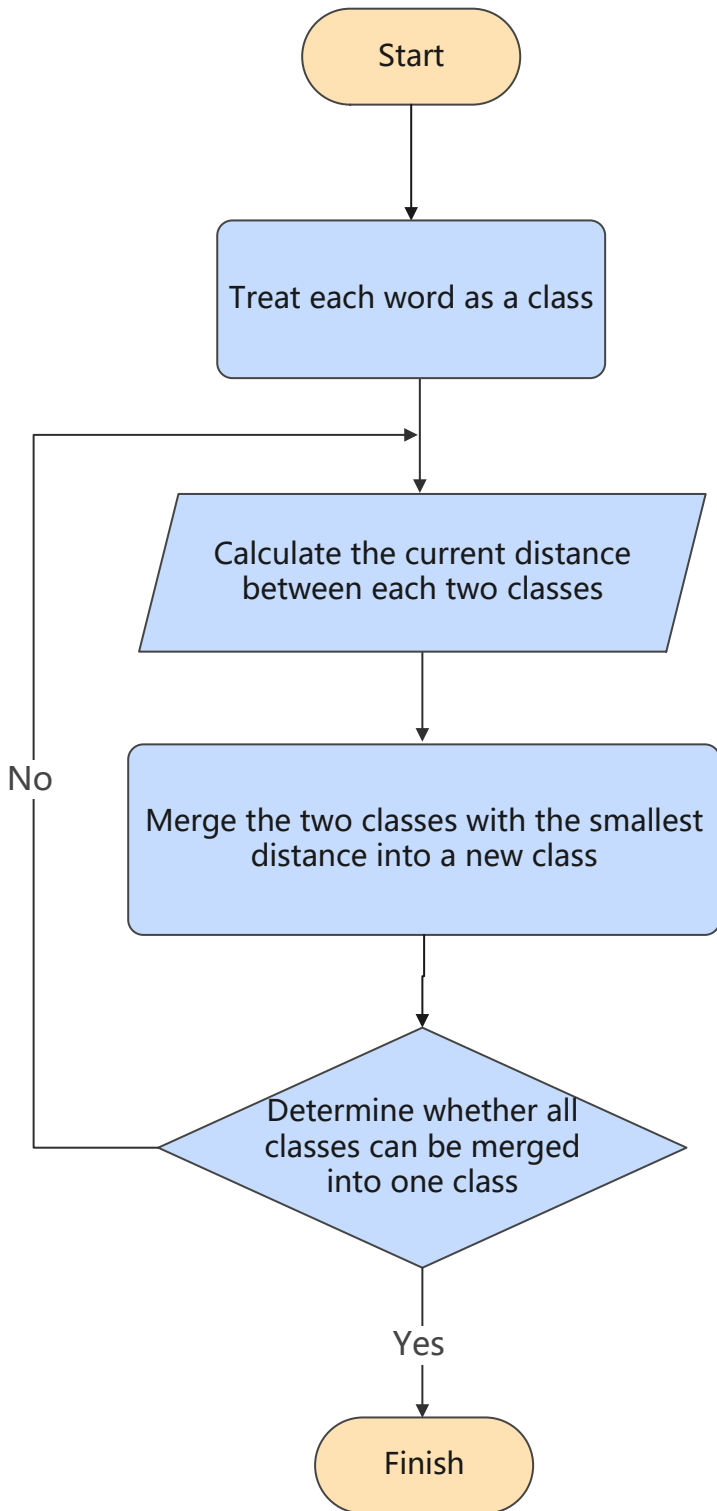 Start
Treat each word as a class
Calculate the current distance
between each two classes
No
Merge the two classes with the smallest
distance into a new class
Determine whether all
classes can be merged
into one class
Yes
Finish